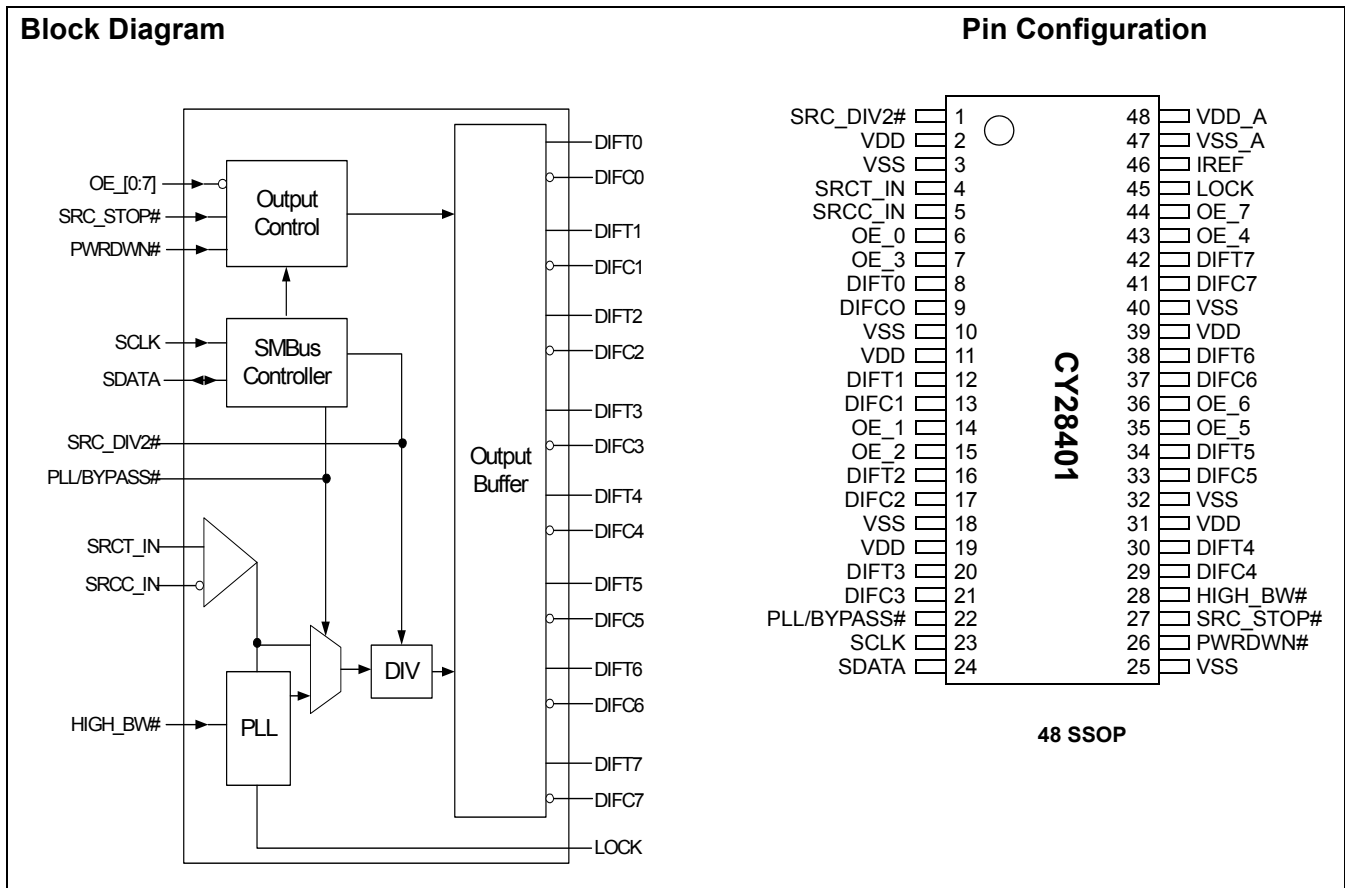 Block Diagram
OE_[0:7]
SRC_STOP#
PWRDWN#
SCLK
SDATA
SRC_DIV2#
PLL/BYPASS#
SRCT_IN
SRCC_IN
HIGH_BW#
Output
Control
SMBus
Controller
PLL
DIV
Output
Buffer
DIFT0
DIFC0
DIFT1
DIFC1
DIFT2
DIFC2
DIFT3
DIFC3
DIFT4
DIFC4
DIFT5
DIFC5
DIFT6
DIFC6
DIFT7
DIFC7
LOCK
Pin Configuration
SRC_DIV2# 1
VDD 2
VSS 3
SRCT_IN 4
SRCC_IN 5
OE_0 6
OE_3 7
DIFT0 8
DIFCO 9
VSS 10
VDD 11
DIFT1 12
DIFC1 13
OE_1 14
OE_2 15
DIFT2 16
DIFC2 17
VSS 18
VDD 19
DIFT3 20
DIFC3 21
PLL/BYPASS# 22
SCLK 23
SDATA 24
CY28401
48 VDD_A
47 VSS_A
46 IREF
45 LOCK
44 OE_7
43 OE_4
42 DIFT7
41 DIFC7
40 VSS
39 VDD
38 DIFT6
37 DIFC6
36 OE_6
35 OE_5
34 DIFT5
33 DIFC5
32 VSS
31 VDD
30 DIFT4
29 DIFC4
28 HIGH_BW#
27 SRC_STOP#
26 PWRDWN#
25 VSS
48 SSOP